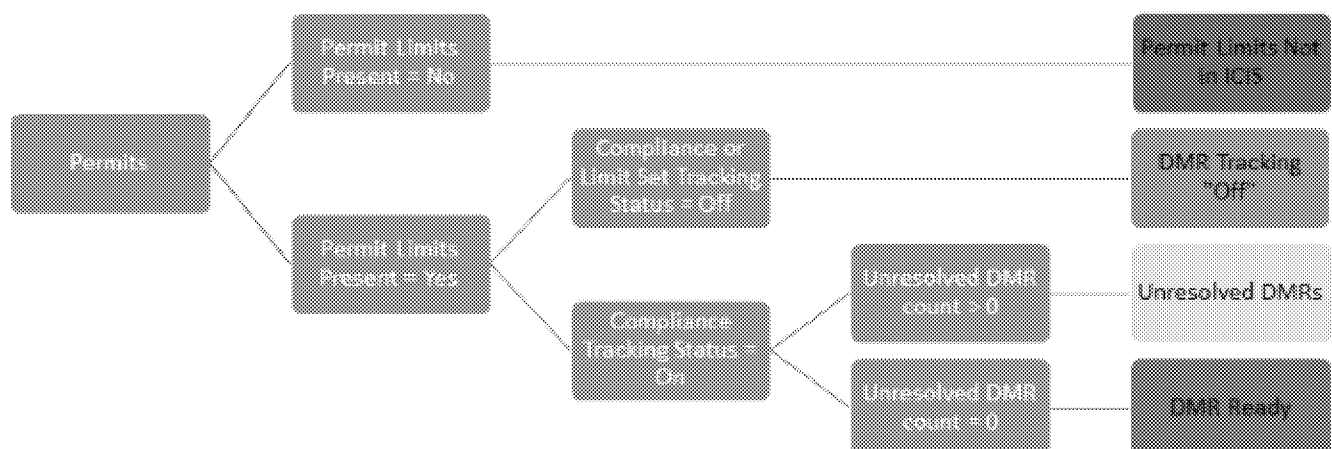 Permits
Permit Limits
Present = No
Permit Limits
Present = Yes
Compliance or
Limit Set Tracking
Status = Off
Compliance
Tracking Status =
On
Unresolved DMR
count > 0
Unresolved DMR
count = 0
Permit Limits Not
in ICIS
DMR Tracking
"Off"
Unresolved DMRs
DMR Ready